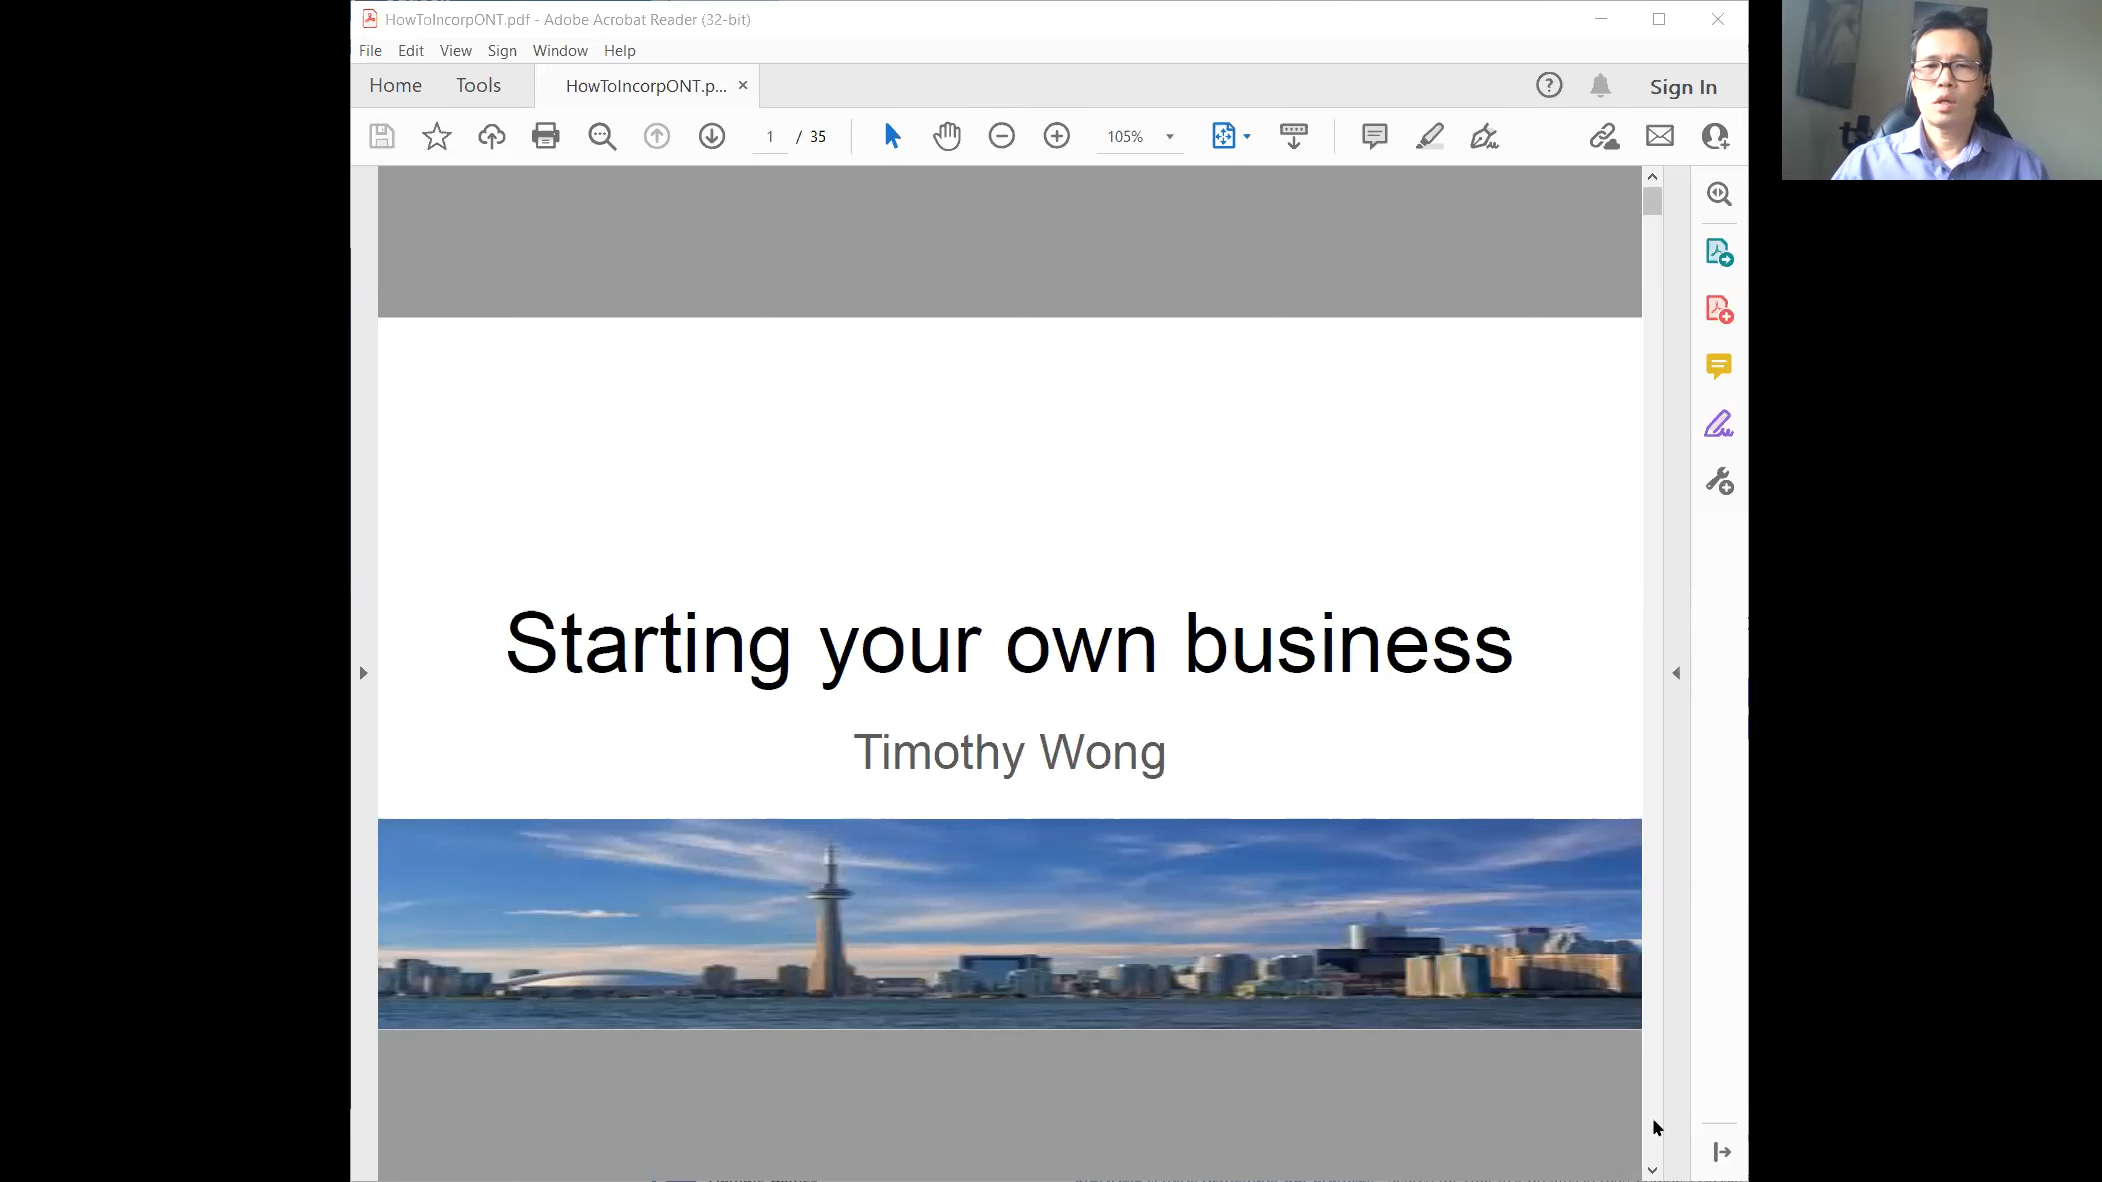 HowToIncorpONT.pdf - Adobe Acrobat Reader (32-bit)
File Edit View Sign Window Help
Home Tools HowToIncorpONT.p... Sign In
1 / 35 105%
Starting your own business
Timothy Wong